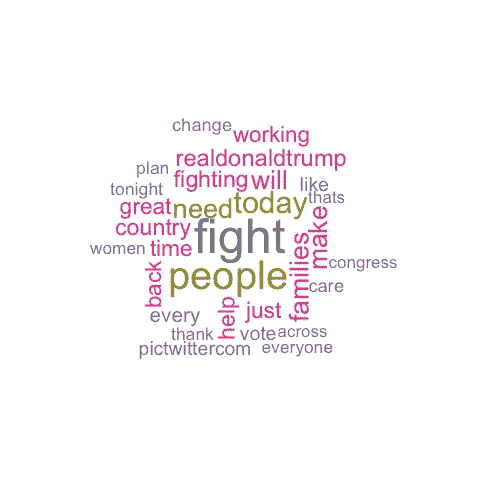 change
working
realdonaldtrump
plan
fighting will
like
tonight
thats
great
need
today
make
country
fight
women
time
families
congress
back
people
care
help
just
every
thank
vote
across
pictwittercom
everyone